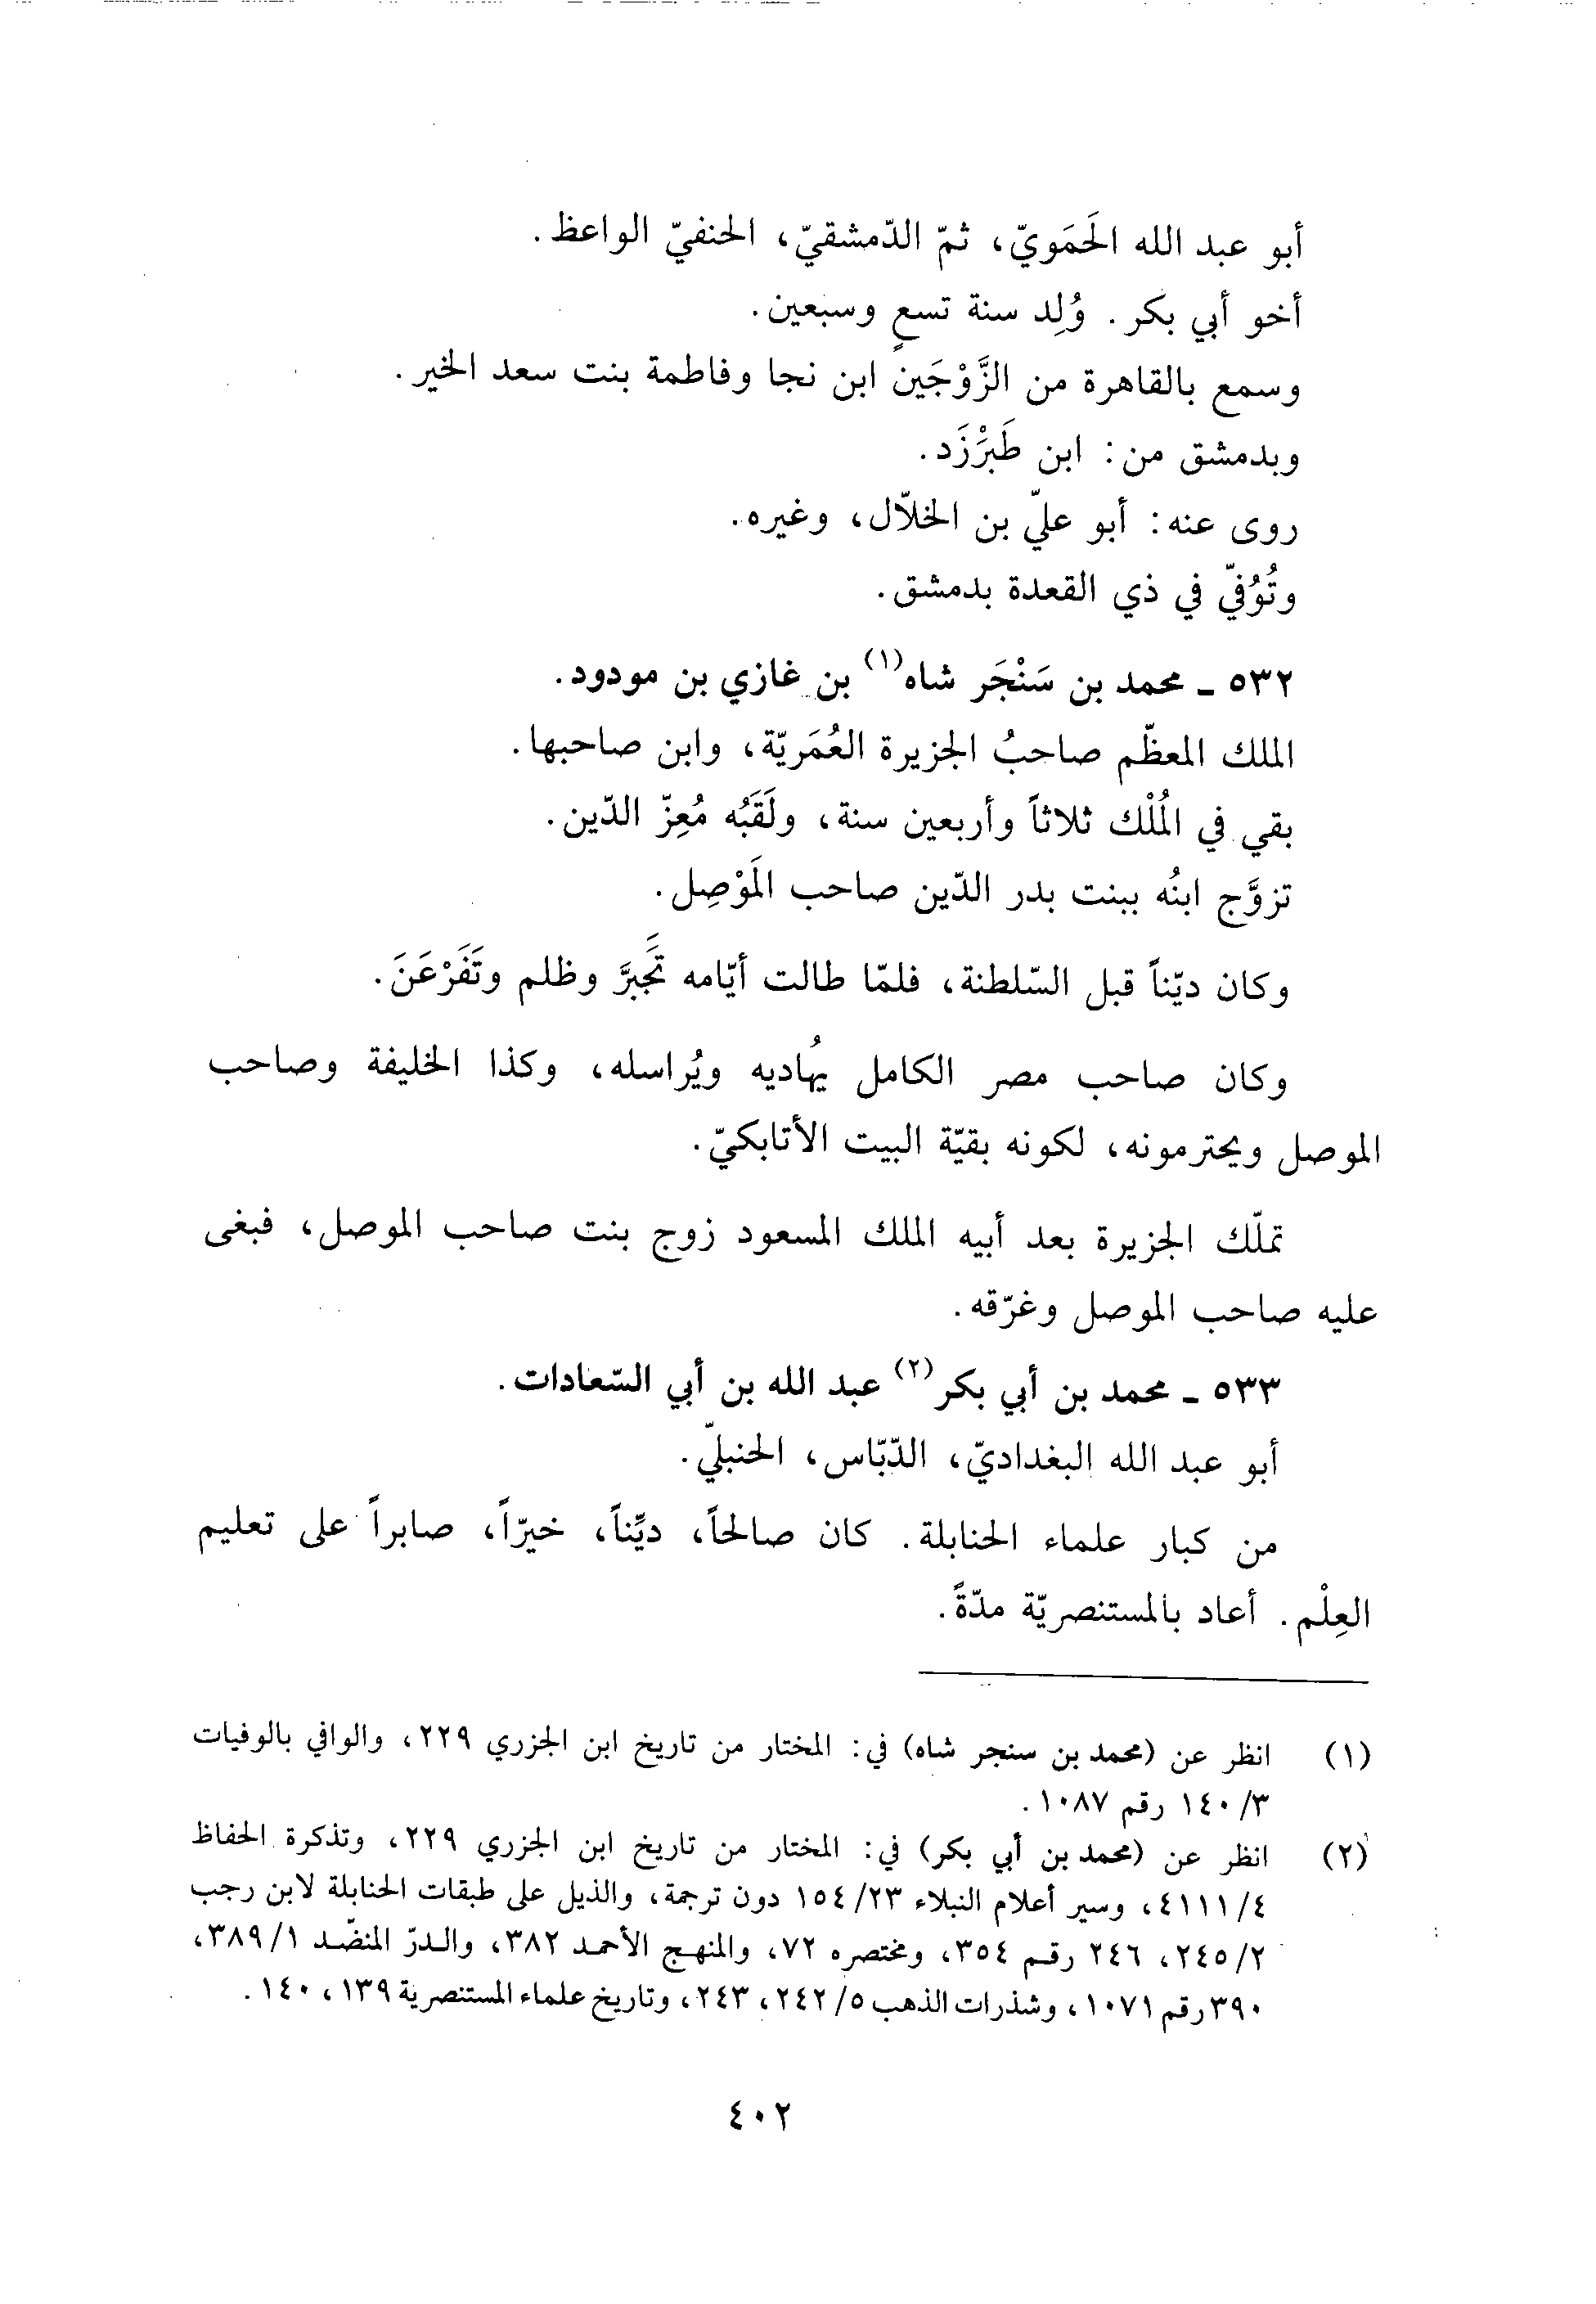 أبو عبد الله الحَمَويّ، ثمّ الدّمشقيّ، الحنفيّ الواعظ.
أخو أبي بكر. وُلِد سنة تسعٍ وسبعين.
وسمع بالقاهرة من الزَّوْجَين ابن نجا وفاطمة بنت سعد الخير.
وبدمشق من: ابن طَبَرْزَد.
روى عنه: أبو عليّ بن الخلاّل، وغيره.
وتُوُفّي في ذي القعدة بدمشق.
٥٣٢ ـ محمد بن سَنْجَر شاه(١) بن غازي بن مودود.
الملك المعظّم صاحبُ الجزيرة العُمَريّة، وابن صاحبها.
بقي في المُلْك ثلاثاً وأربعين سنة، ولَقَبُه مُعِزّ الدّين.
تزوَّج ابنُه ببنت بدر الدّين صاحب المَوْصِل.
وكان ديّناً قبل السّلطنة، فلمّا طالت أيّامه تَجَبرَّ وظلم وتَفَرْعَنَ.
وكان صاحب مصر الكامل يُهاديه ويُراسله، وكذا الخليفة وصاحب
الموصل ويحترمونه، لكونه بقيّة البيت الأتابكيّ.
تملّك الجزيرة بعد أبيه الملك المسعود زوج بنت صاحب الموصل، فبغى
عليه صاحب الموصل وغرّقه.
٥٣٣ ـ محمد بن أبي بكر(٢) عبد الله بن أبي السّعادات.
أبو عبد الله البغداديّ، الدّبّاس، الحنبليّ.
من كبار علماء الحنابلة. كان صالحاً، ديِّناً، خيرّاً، صابراً على تعليم
العِلْم. أعاد بالمستنصريّة مدّةً.
(١) انظر عن (محمد بن سنجر شاه) في: المختار من تاريخ ابن الجزري ٢٢٩، والوافي بالوفيات
٣/ ١٤٠ رقم ١٠٨٧.
(٢) انظر عن (محمد بن أبي بكر) في: المختار من تاريخ ابن الجزري ٢٢٩، وتذكرة الحفاظ
٤/ ٤١١١، وسير أعلام النبلاء ٢٣/ ١٥٤ دون ترجمة، والذيل على طبقات الحنابلة لابن رجب
٢/ ٢٤٥، ٢٤٦ رقم ٣٥٤، ومختصره ٧٢، والمنهج الأحمد ٣٨٢، والدرّ المنضّد ١/ ٣٨٩،
٣٩٠ رقم ١٠٧١، وشذرات الذهب ٥/ ٢٤٢، ٢٤٣، وتاريخ علماء المستنصرية ١٣٩، ١٤٠.
٤٠٢